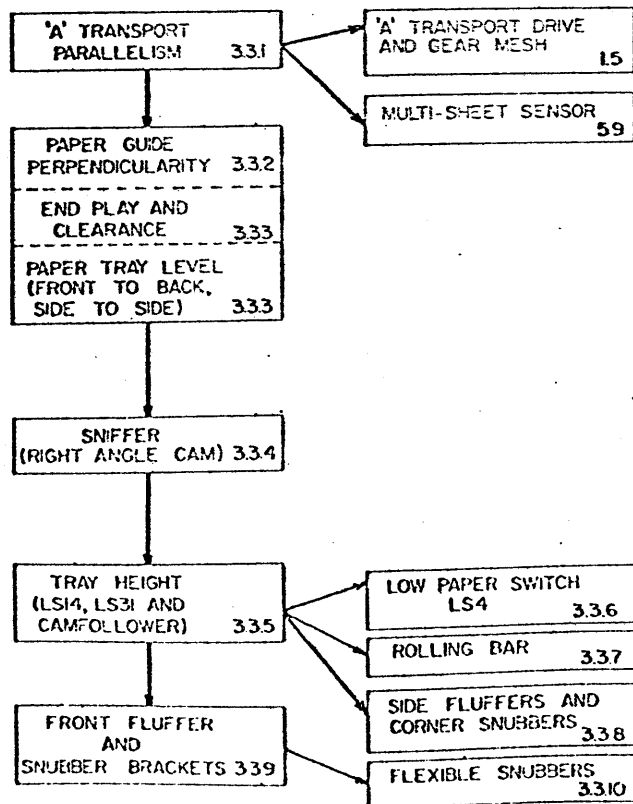 'A' TRANSPORT
PARALLELISM 3.3.1
'A' TRANSPORT DRIVE
AND GEAR MESH
1.5
MULTI-SHEET SENSOR
5.9
PAPER GUIDE
PERPENDICULARITY 3.3.2
END PLAY AND
CLEARANCE 3.3.3
PAPER TRAY LEVEL
(FRONT TO BACK,
SIDE TO SIDE) 3.3.3
SNIFFER
(RIGHT ANGLE CAM) 3.3.4
TRAY HEIGHT
(LS14, LS31 AND
CAMFOLLOWER) 3.3.5
LOW PAPER SWITCH
LS4
3.3.6
ROLLING BAR
3.3.7
SIDE FLUFFERS AND
CORNER SNUBBERS
3.3.8
FRONT FLUFFER
AND
SNUBBER BRACKETS 3.3.9
FLEXIBLE SNUBBERS
3.3.10